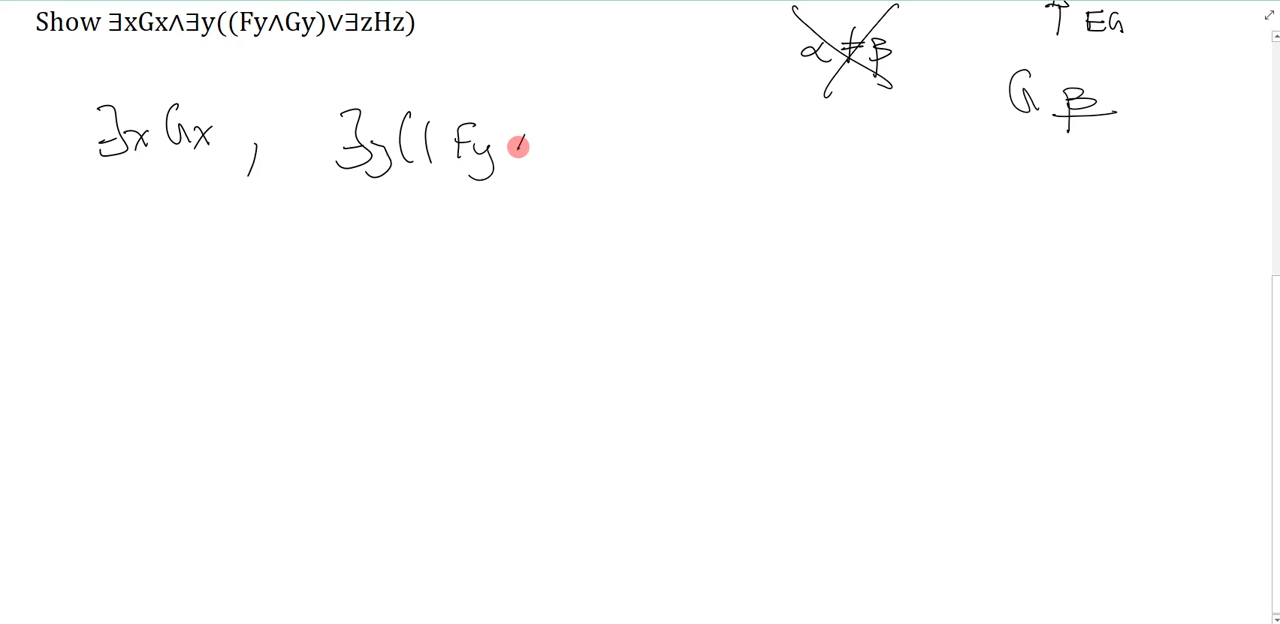 Show ∃xGx∧∃y((Fy∧Gy)∨∃zHz)
α ≠ β
↑ EG
G β
∃x Gx , ∃y((Fy